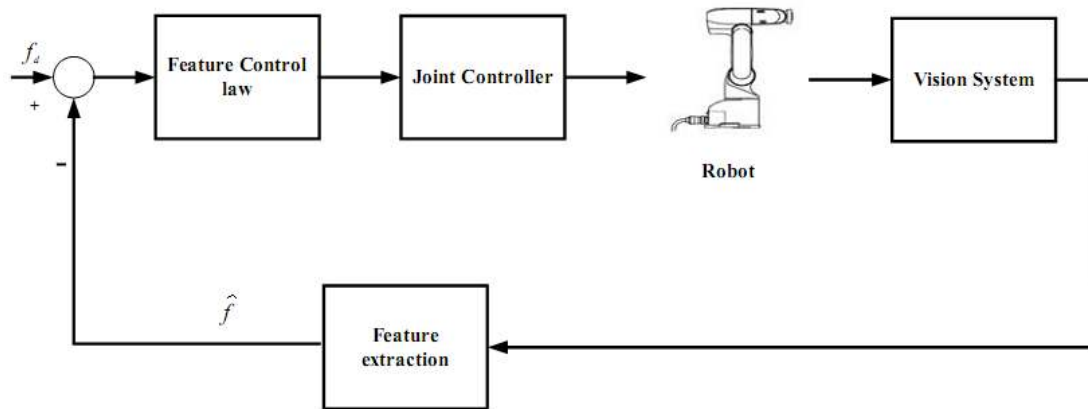 f_d
+
-
Feature Control
law
Joint Controller
Robot
Vision System
f̂
Feature
extraction